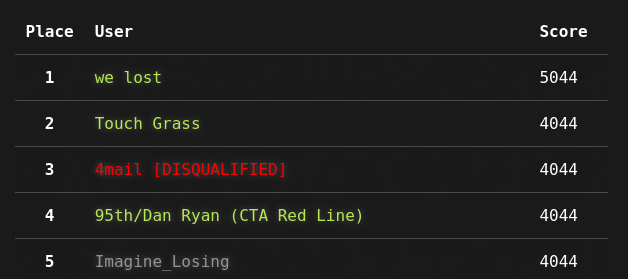 Place User Score
1 we lost 5044
2 Touch Grass 4044
3 4mail [DISQUALIFIED] 4044
4 95th/Dan Ryan (CTA Red Line) 4044
5 Imagine_Losing 4044